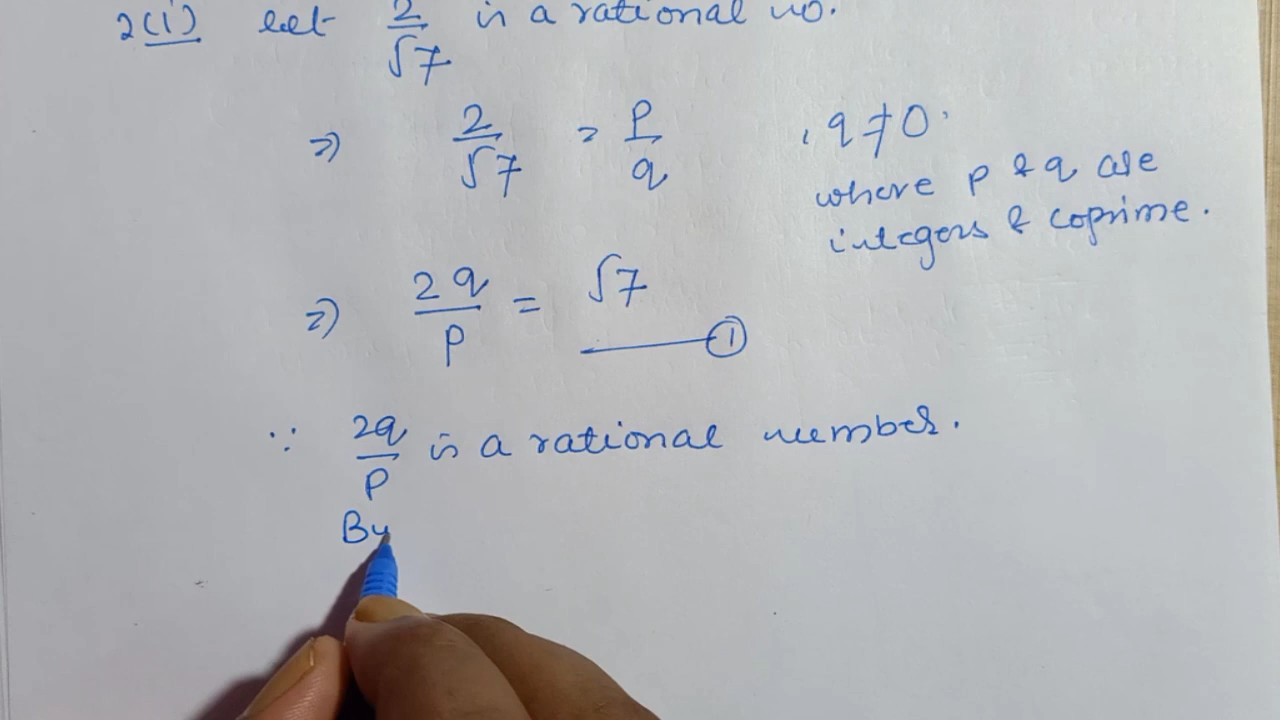 2(i) let 2/√7 is a rational no.
⇒ 2/√7 = p/q , q≠0.
where p & q are
integers & coprime.
⇒ 2q/p = √7 ——— ①
∵ 2q/p is a rational number.
Bu